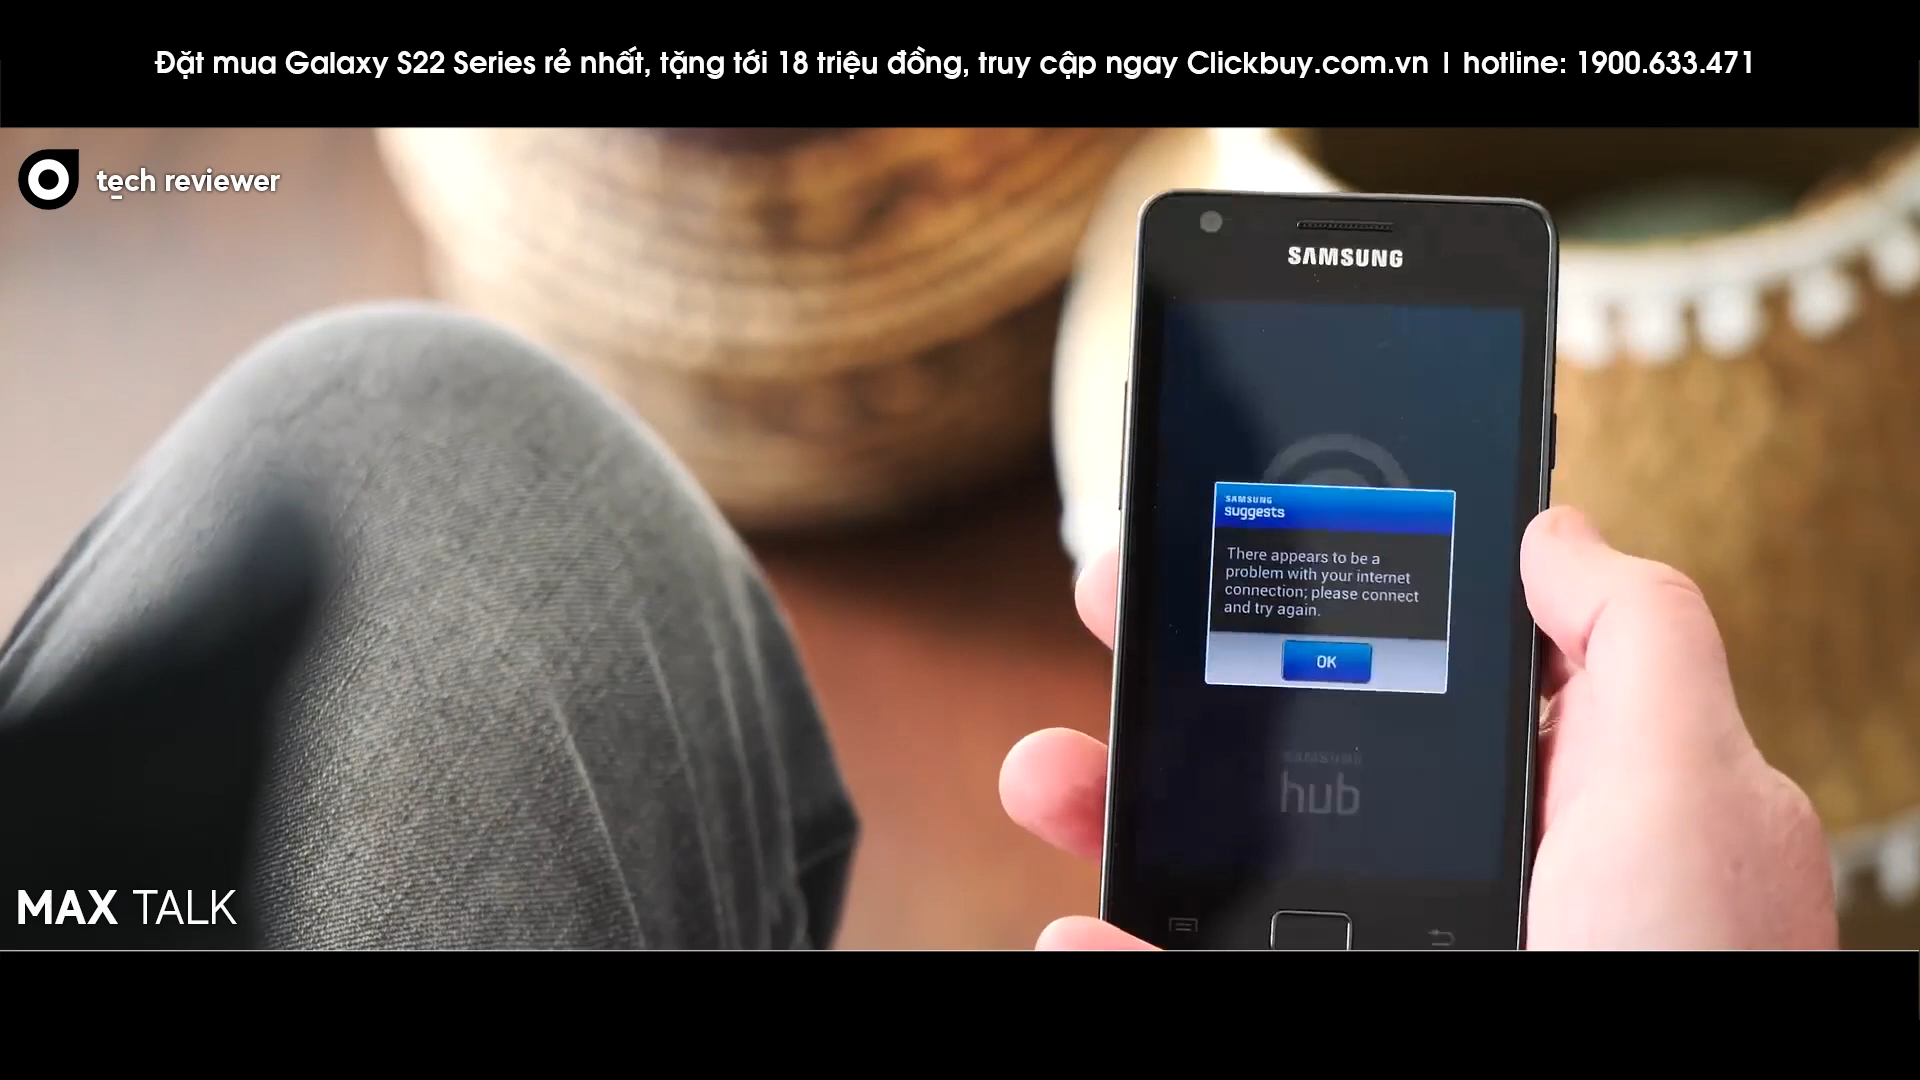 Đặt mua Galaxy S22 Series rẻ nhất, tặng tới 18 triệu đồng, truy cập ngay Clickbuy.com.vn | hotline: 1900.633.471
tech reviewer
SAMSUNG
SAMSUNG
suggests
There appears to be a
problem with your internet
connection; please connect
and try again.
OK
SAMSUNG
hub
MAX TALK